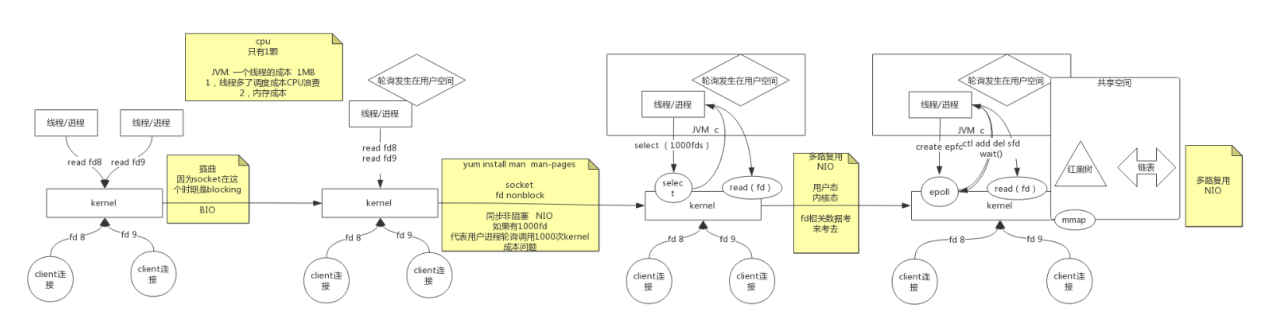 cpu
只有1颗
JVM: 一个线程的成本 1MB
1，线程多了调度成本CPU浪费
2，内存成本
线程/进程
线程/进程
read fd8
read fd9
kernel
fd 8
fd 9
client连
接
client连
接
插曲
因为socket在这
个时期是blocking
BIO
轮询发生在用户空间
线程/进程
read fd8
read fd9
kernel
fd 8
fd 9
client连
接
client连
接
yum install man man-pages
socket
fd nonblock
同步非阻塞 NIO
如果有1000fd
代表用户进程轮询调用1000次kernel
成本问题
轮询发生在用户空间
线程/进程
JVM c
select （1000fds）
selec
t
read（fd）
kernel
fd 8
fd 9
client连
接
client连
接
多路复用
NIO
用户态
内核态
fd相关数据考
来考去
轮询发生在用户空间
线程/进程
JVM c
create epfc
ctl add del sfd
wait()
epoll
read（fd）
kernel
fd 8
fd 9
client连
接
client连
接
共享空间
红黑树
链表
mmap
多路复用
NIO